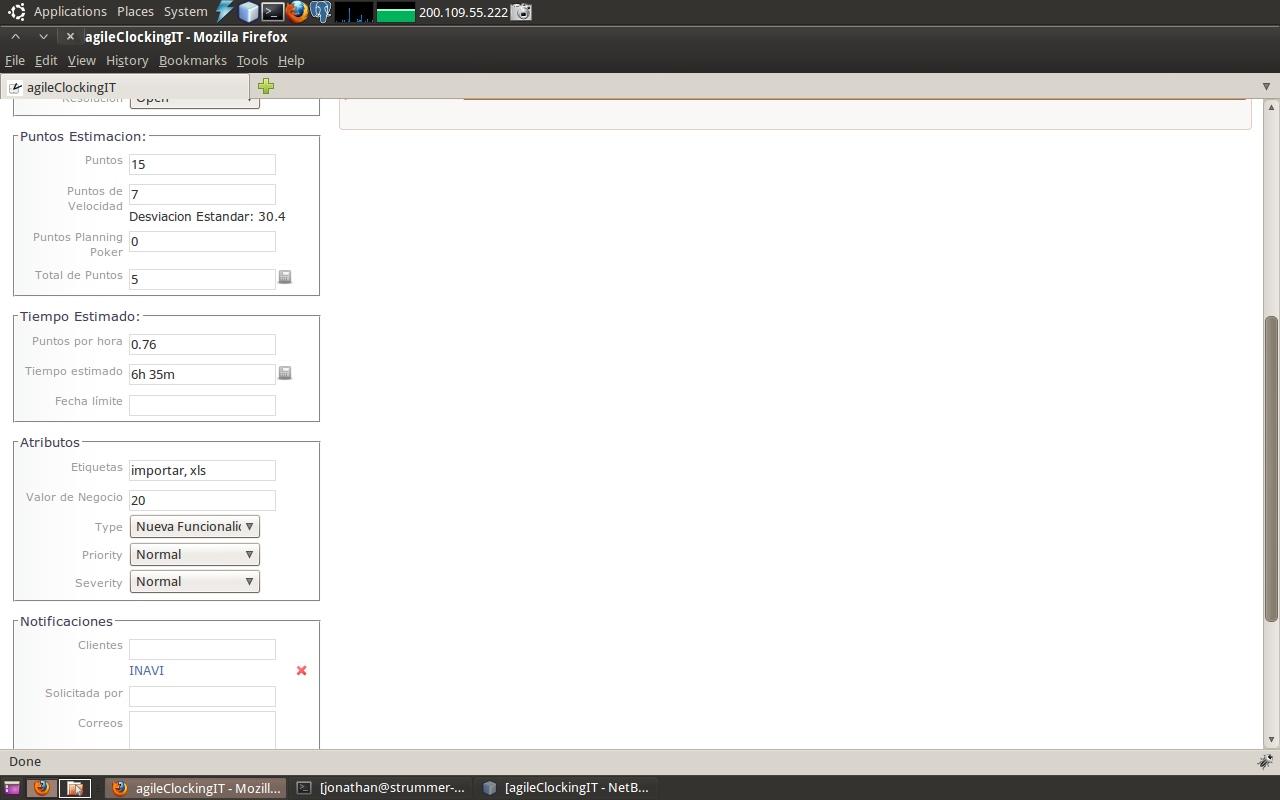 Applications Places System 200.109.55.222
agileClockingIT - Mozilla Firefox
File Edit View History Bookmarks Tools Help
agileClockingIT
Resolución Open
Puntos Estimacion:
Puntos 15
Puntos de Velocidad 7
Desviacion Estandar: 30.4
Puntos Planning Poker 0
Total de Puntos 5
Tiempo Estimado:
Puntos por hora 0.76
Tiempo estimado 6h 35m
Fecha límite
Atributos
Etiquetas importar, xls
Valor de Negocio 20
Type Nueva Funcionalic
Priority Normal
Severity Normal
Notificaciones
Clientes
INAVI
Solicitada por
Correos
Done
agileClockingIT - Mozill... [jonathan@strummer-... [agileClockingIT - NetB...